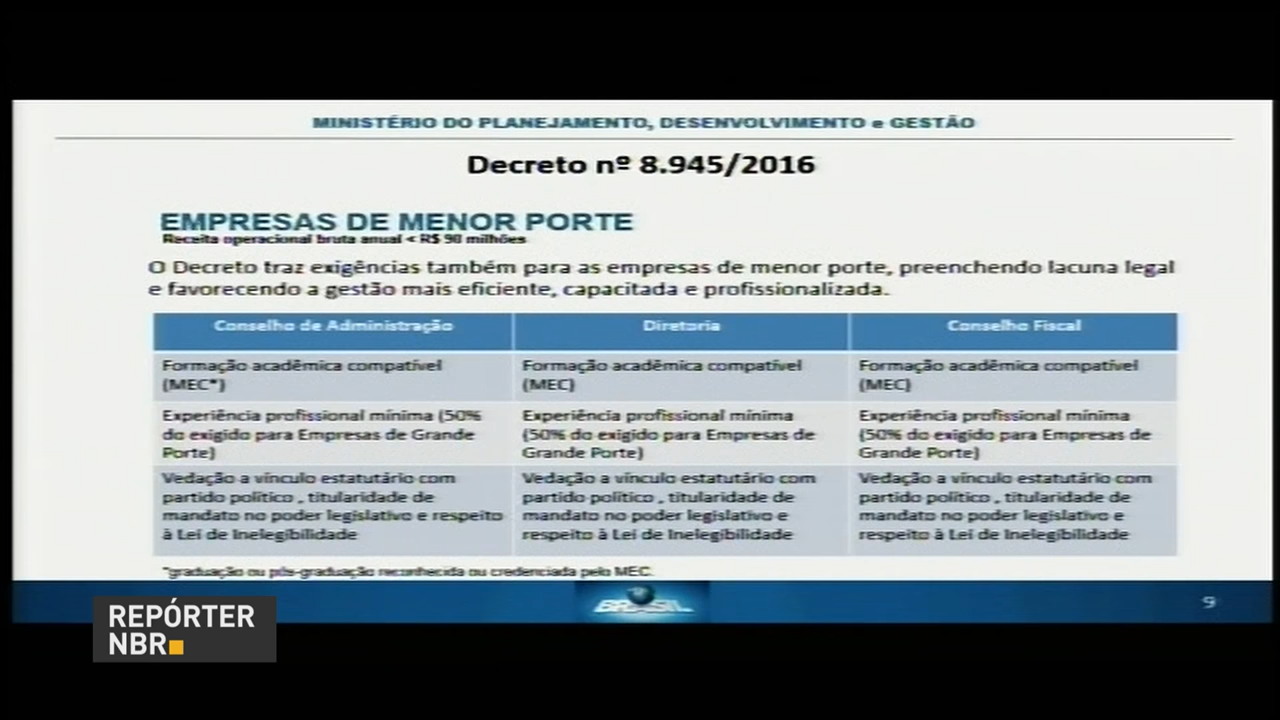 MINISTÉRIO DO PLANEJAMENTO, DESENVOLVIMENTO e GESTÃO
Decreto nº 8.945/2016
EMPRESAS DE MENOR PORTE
Receita operacional bruta anual < R$ 90 milhões
O Decreto traz exigências também para as empresas de menor porte, preenchendo lacuna legal
e favorecendo a gestão mais eficiente, capacitada e profissionalizada.
Conselho de Administração
Diretoria
Conselho Fiscal
Formação acadêmica compatível
(MEC*)
Formação acadêmica compatível
(MEC)
Formação acadêmica compatível
(MEC)
Experiência profissional mínima (50%
do exigido para Empresas de Grande
Porte)
Experiência profissional mínima
(50% do exigido para Empresas de
Grande Porte)
Experiência profissional mínima
(50% do exigido para Empresas de
Grande Porte)
Vedação a vínculo estatutário com
partido político , titularidade de
mandato no poder legislativo e respeito
à Lei de Inelegibilidade
Vedação a vínculo estatutário com
partido político , titularidade de
mandato no poder legislativo e
respeito à Lei de Inelegibilidade
Vedação a vínculo estatutário com
partido político , titularidade de
mandato no poder legislativo e
respeito à Lei de Inelegibilidade
*graduação ou pós-graduação reconhecida ou credenciada pelo MEC.
BRASIL
9
REPÓRTER
NBR